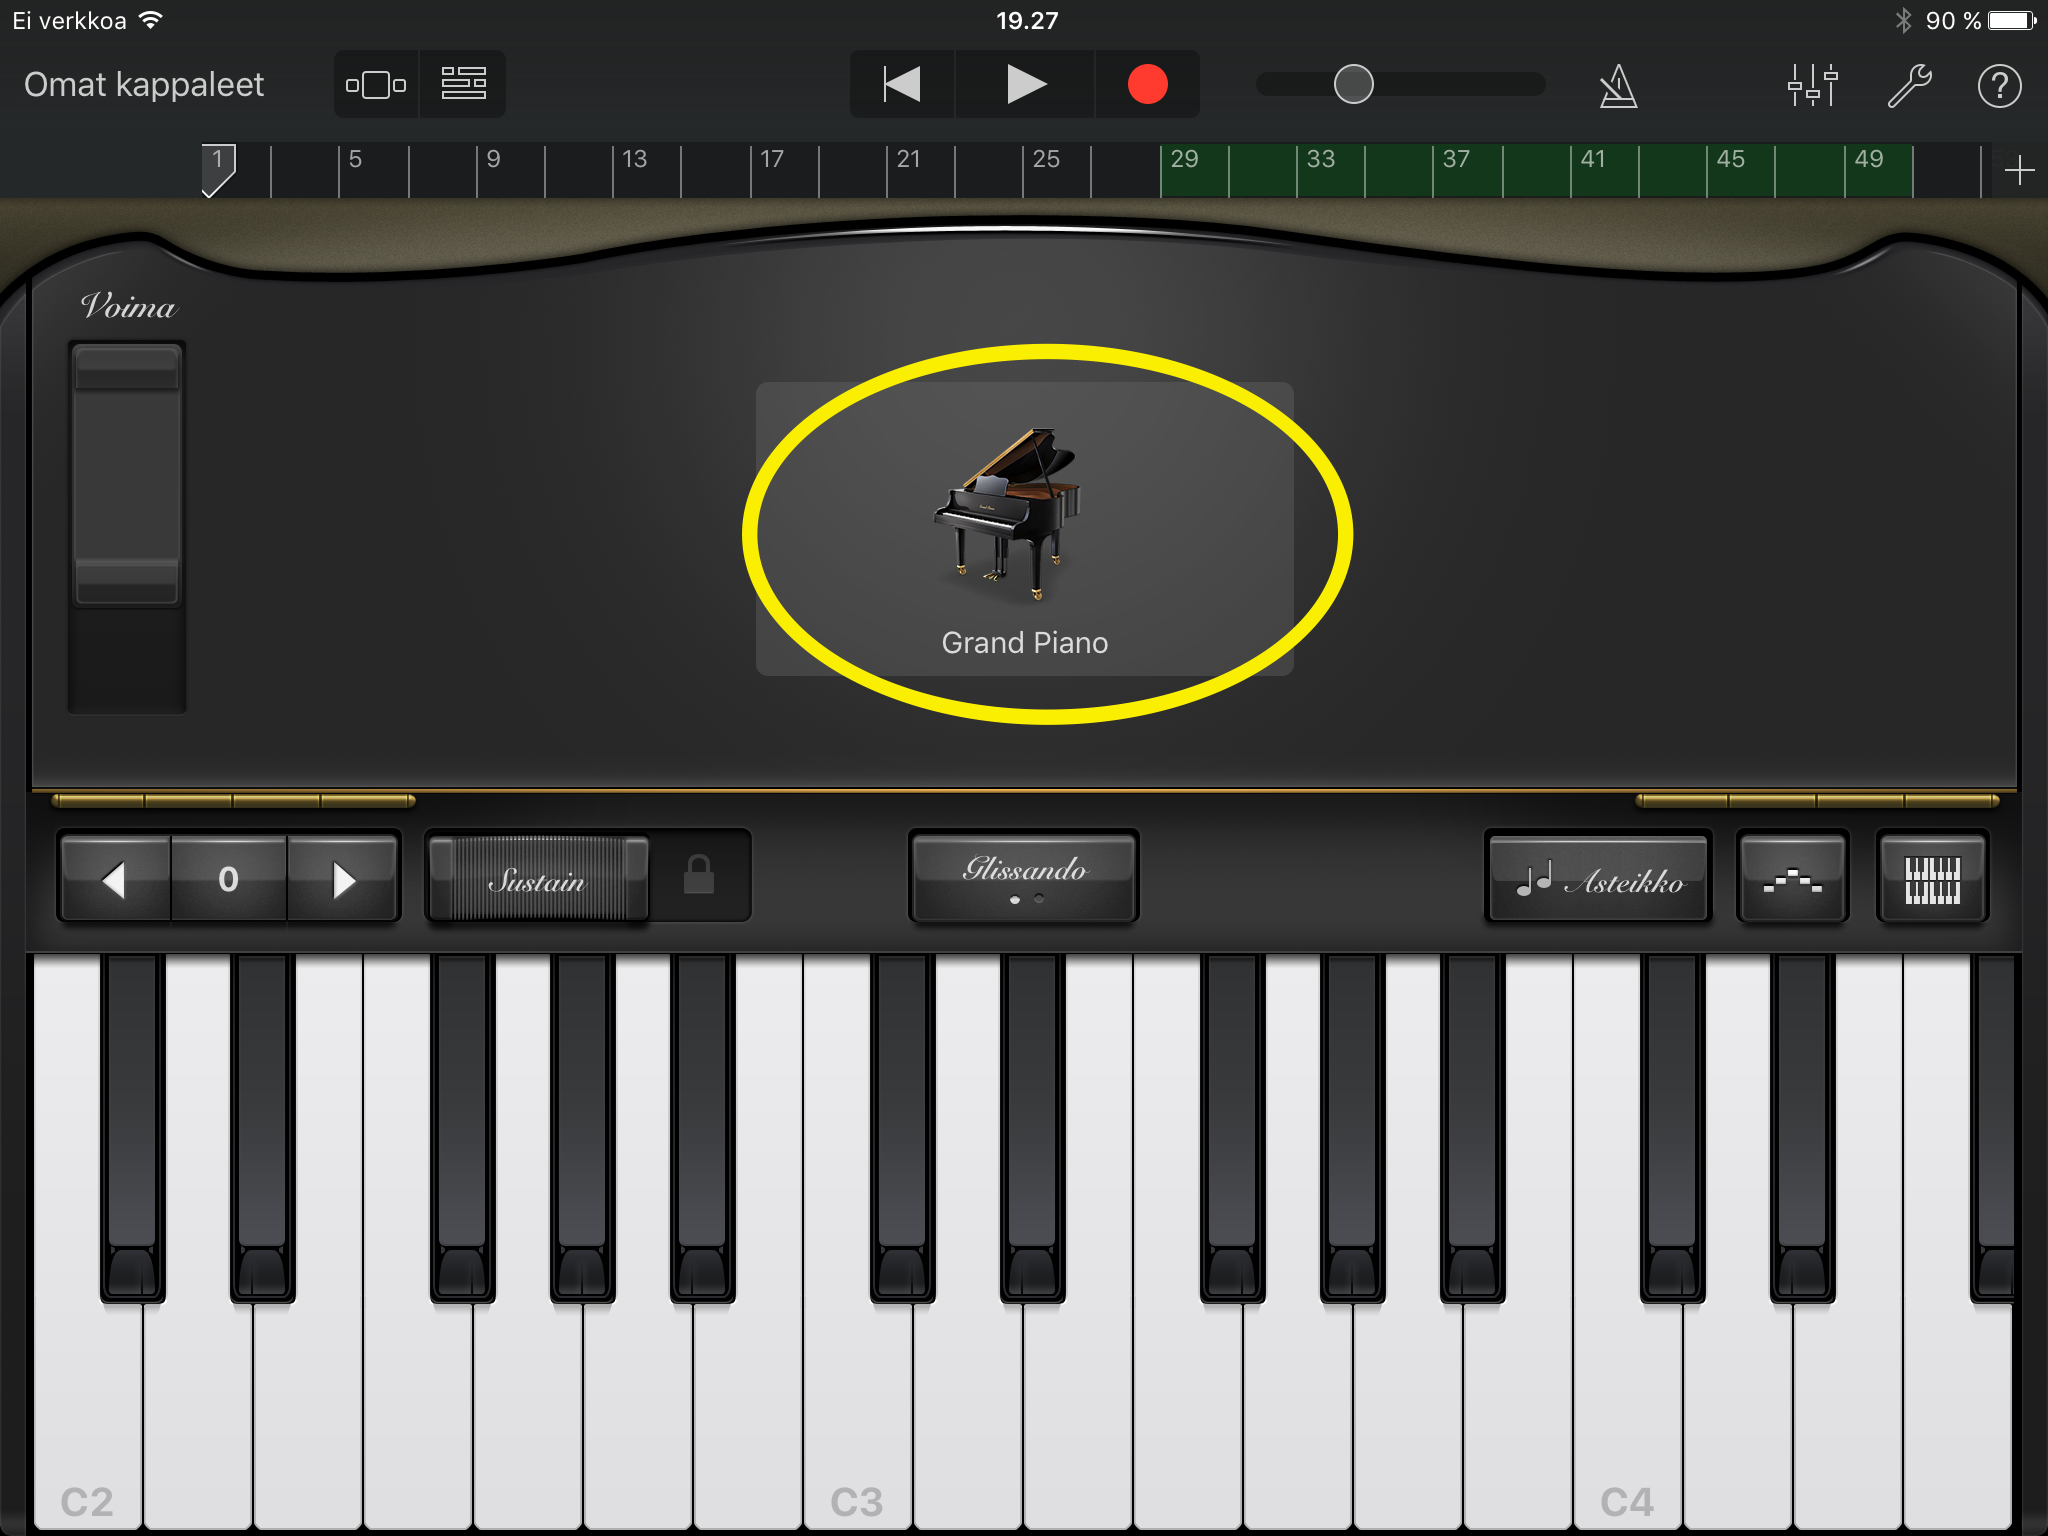 Ei verkkoa 19.27 90 %
Omat kappaleet ?
1 5 9 13 17 21 25 29 33 37 41 45 49
Voima
Grand Piano
0 Sustain Glissando Asteikko
C2 C3 C4